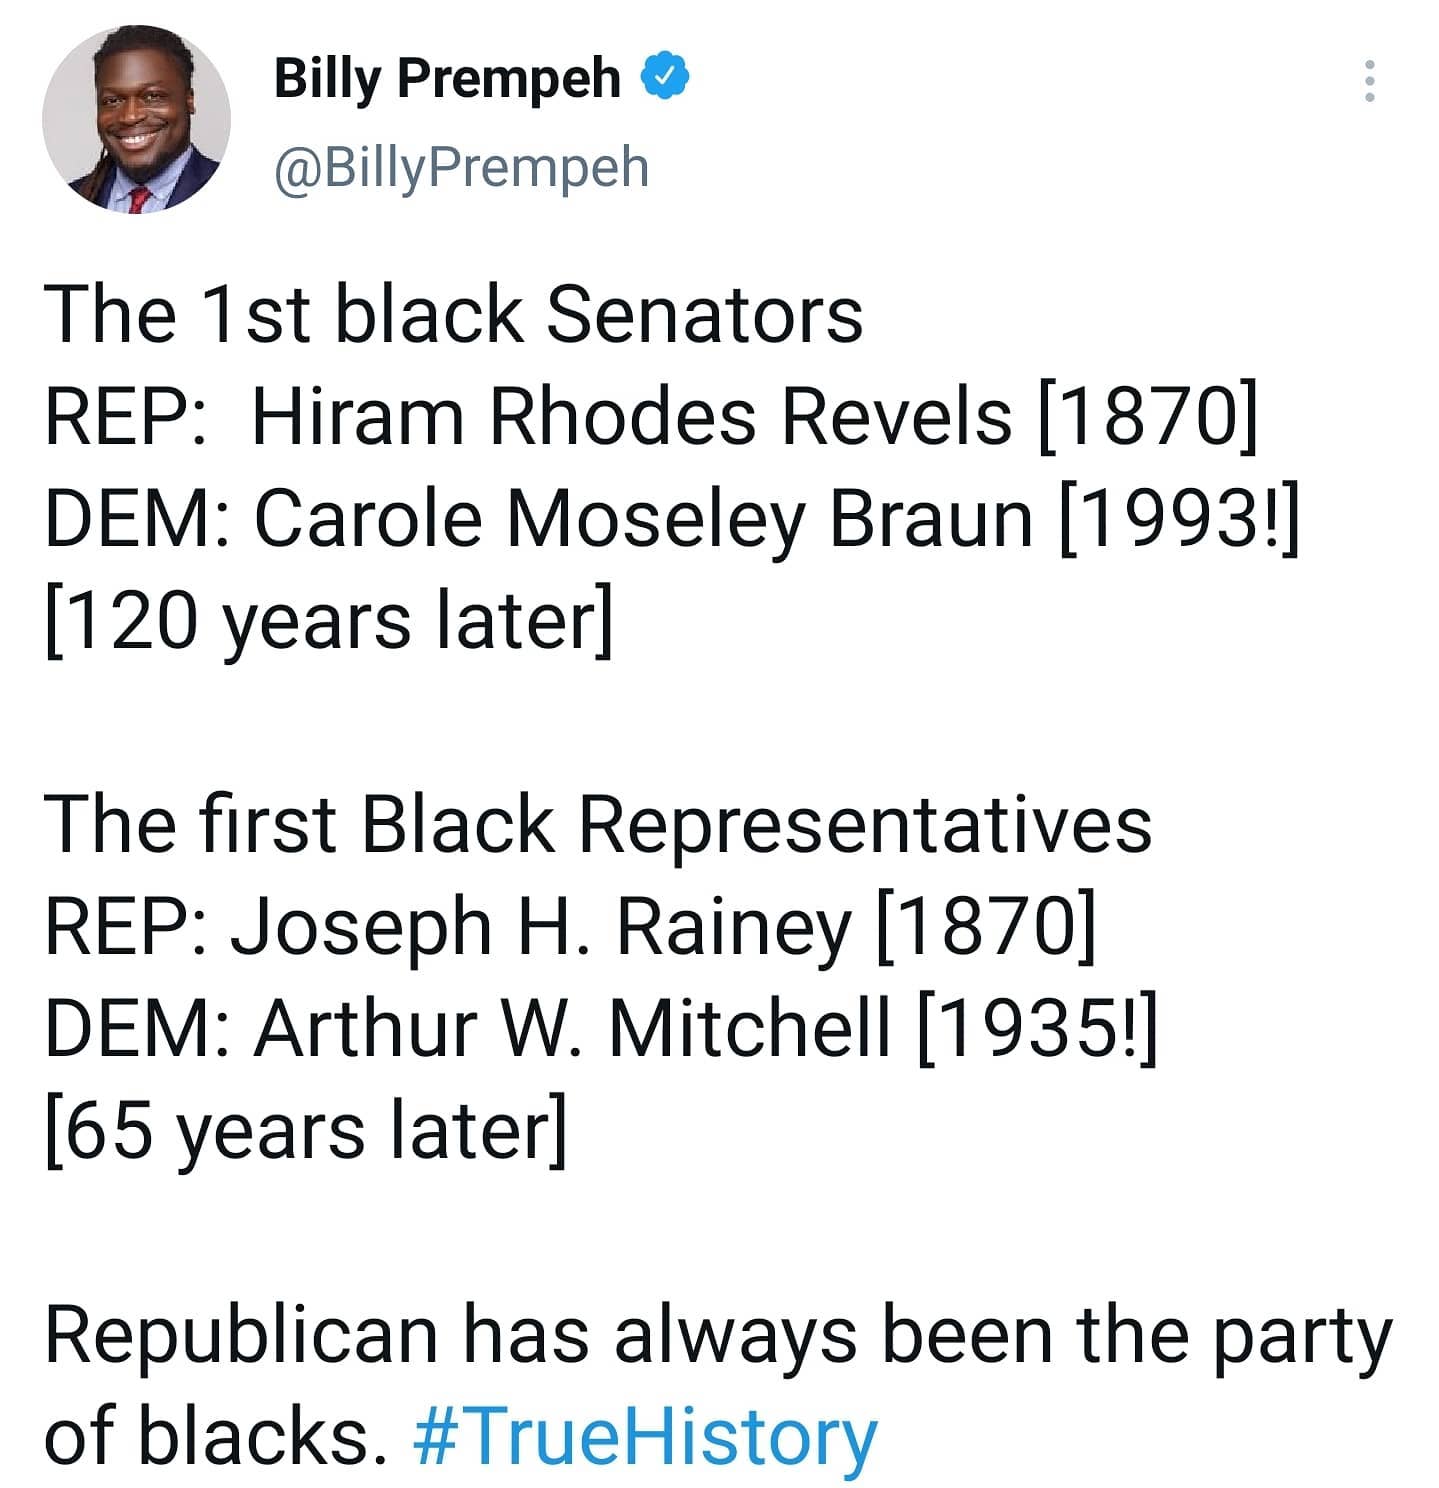 Billy Prempeh
@BillyPrempeh
The 1st black Senators
REP:  Hiram Rhodes Revels [1870]
DEM: Carole Moseley Braun [1993!]
[120 years later]
The first Black Representatives
REP: Joseph H. Rainey [1870]
DEM: Arthur W. Mitchell [1935!]
[65 years later]
Republican has always been the party
of blacks. #TrueHistory